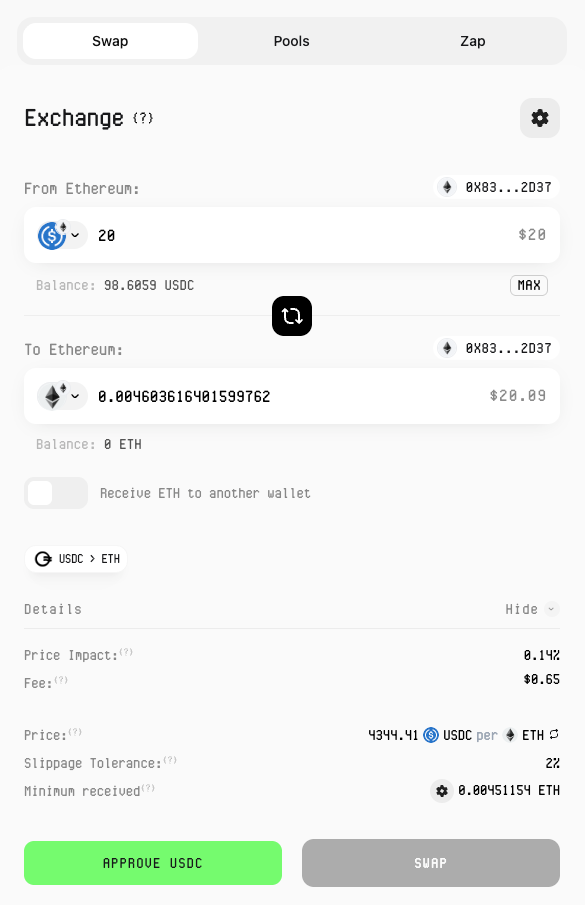 Swap Pools Zap
Exchange (?)
From Ethereum: 0X83...2D37
20 $20
Balance: 98.6059 USDC MAX
To Ethereum: 0X83...2D37
0.004603616401599762 $20.09
Balance: 0 ETH
Receive ETH to another wallet
USDC > ETH
Details Hide
Price Impact:(?) 0.14%
Fee:(?) $0.65
Price:(?) 4344.41 USDC per ETH
Slippage Tolerance:(?) 2%
Minimum received(?) 0.00451154 ETH
APPROVE USDC SWAP